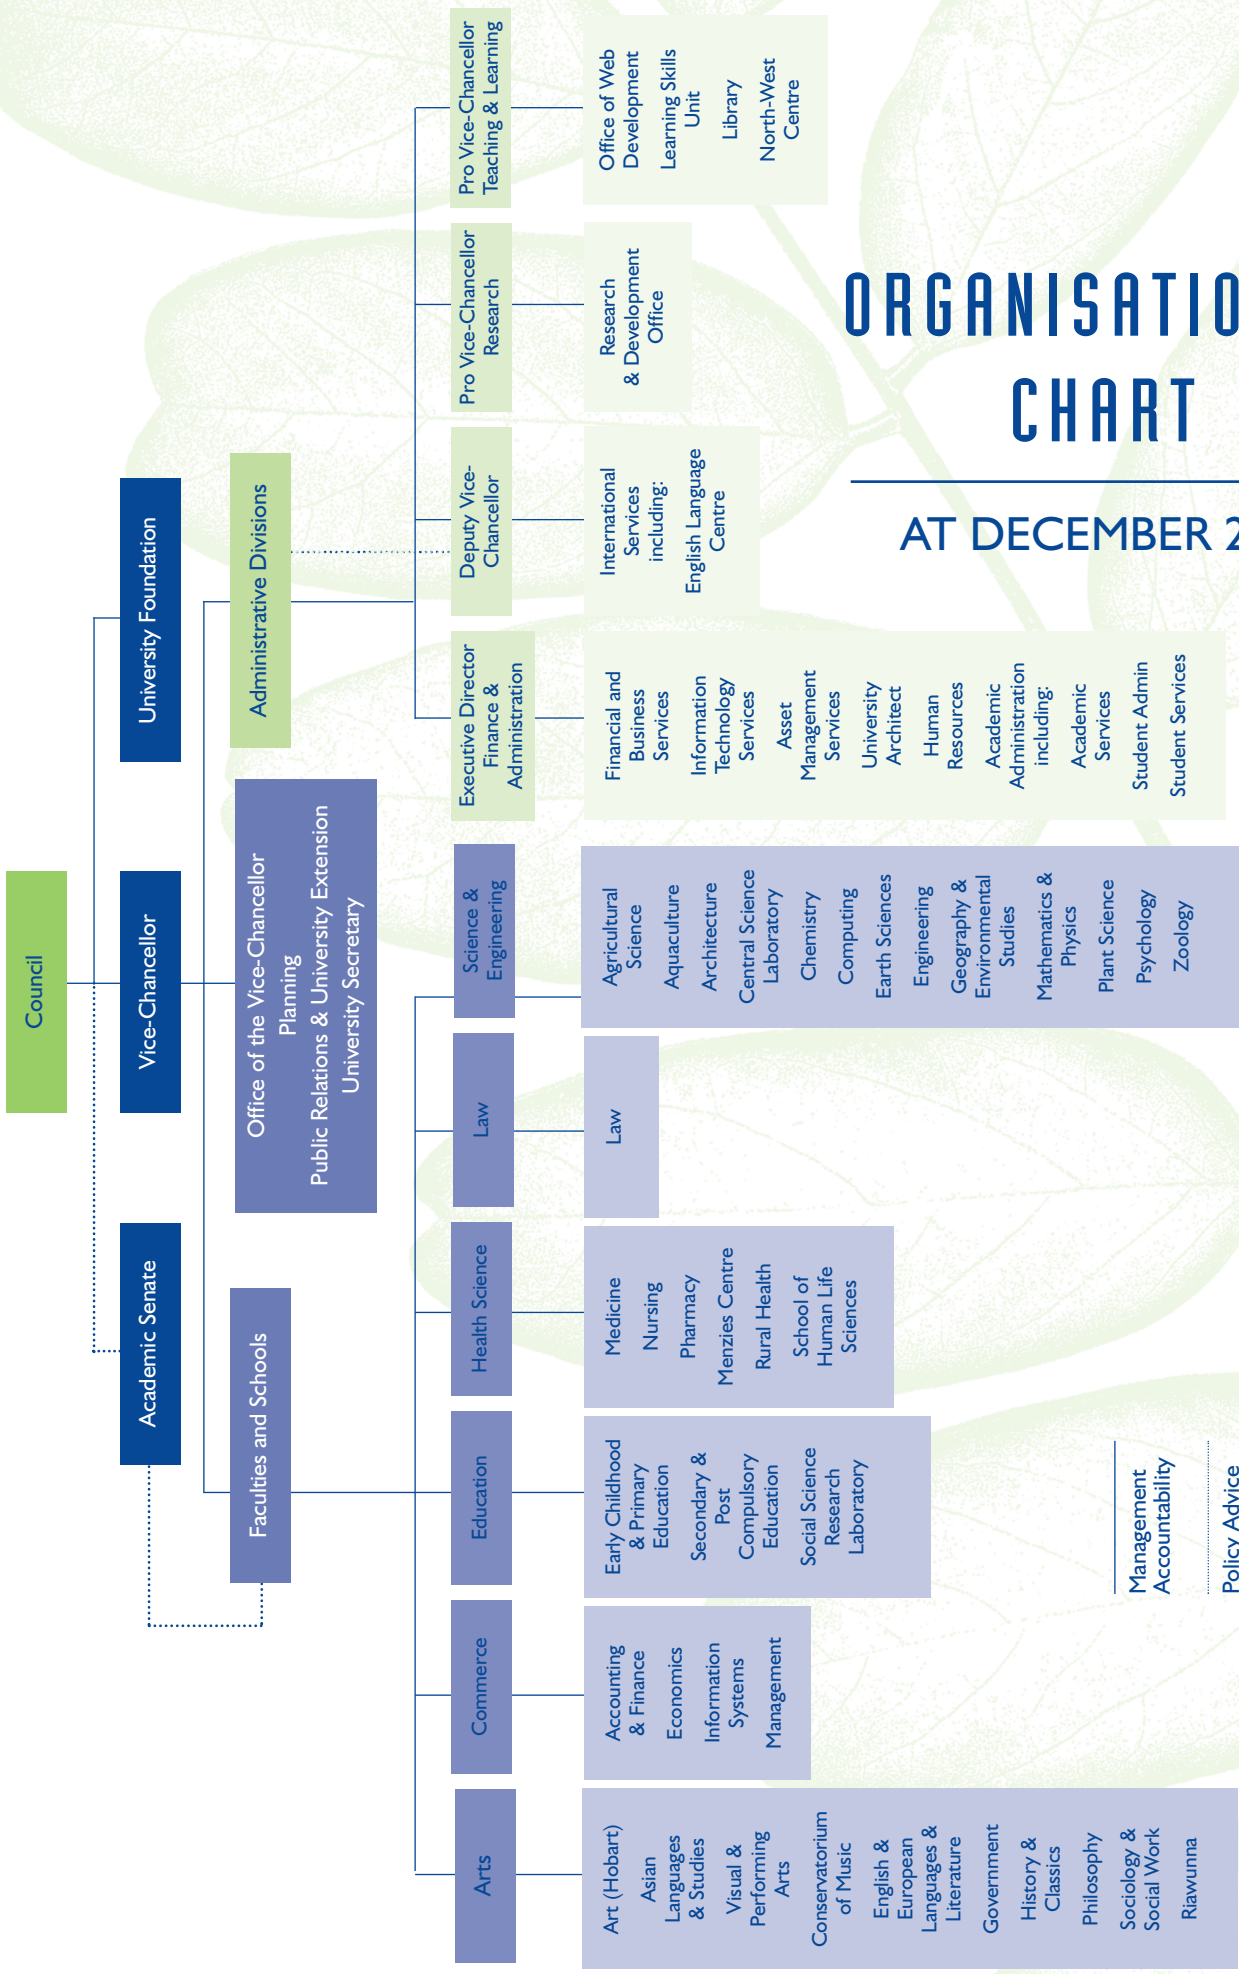 ORGANISATIO
CHART
AT DECEMBER 2
Council
Academic Senate
Vice-Chancellor
University Foundation
Faculties and Schools
Office of the Vice-Chancellor
Planning
Public Relations & University Extension
University Secretary
Administrative Divisions
Arts
Art (Hobart)
Asian
Languages
& Studies
Visual &
Performing
Arts
Conservatorium
of Music
English &
European
Languages &
Literature
Government
History &
Classics
Philosophy
Sociology &
Social Work
Riawunna
Commerce
Accounting
& Finance
Economics
Information
Systems
Management
Education
Early Childhood
& Primary
Education
Secondary &
Post
Compulsory
Education
Social Science
Research
Laboratory
Health Science
Medicine
Nursing
Pharmacy
Menzies Centre
Rural Health
School of
Human Life
Sciences
Law
Law
Science &
Engineering
Agricultural
Science
Aquaculture
Architecture
Central Science
Laboratory
Chemistry
Computing
Earth Sciences
Engineering
Geography &
Environmental
Studies
Mathematics &
Physics
Plant Science
Psychology
Zoology
Executive Director
Finance &
Administration
Financial and
Business
Services
Information
Technology
Services
Asset
Management
Services
University
Architect
Human
Resources
Academic
Administration
including:
Academic
Services
Student Admin
Student Services
Deputy Vice-
Chancellor
International
Services
including:
English Language
Centre
Pro Vice-Chancellor
Research
Research
& Development
Office
Pro Vice-Chancellor
Teaching & Learning
Office of Web
Development
Learning Skills
Unit
Library
North-West
Centre
Management
Accountability
Policy Advice